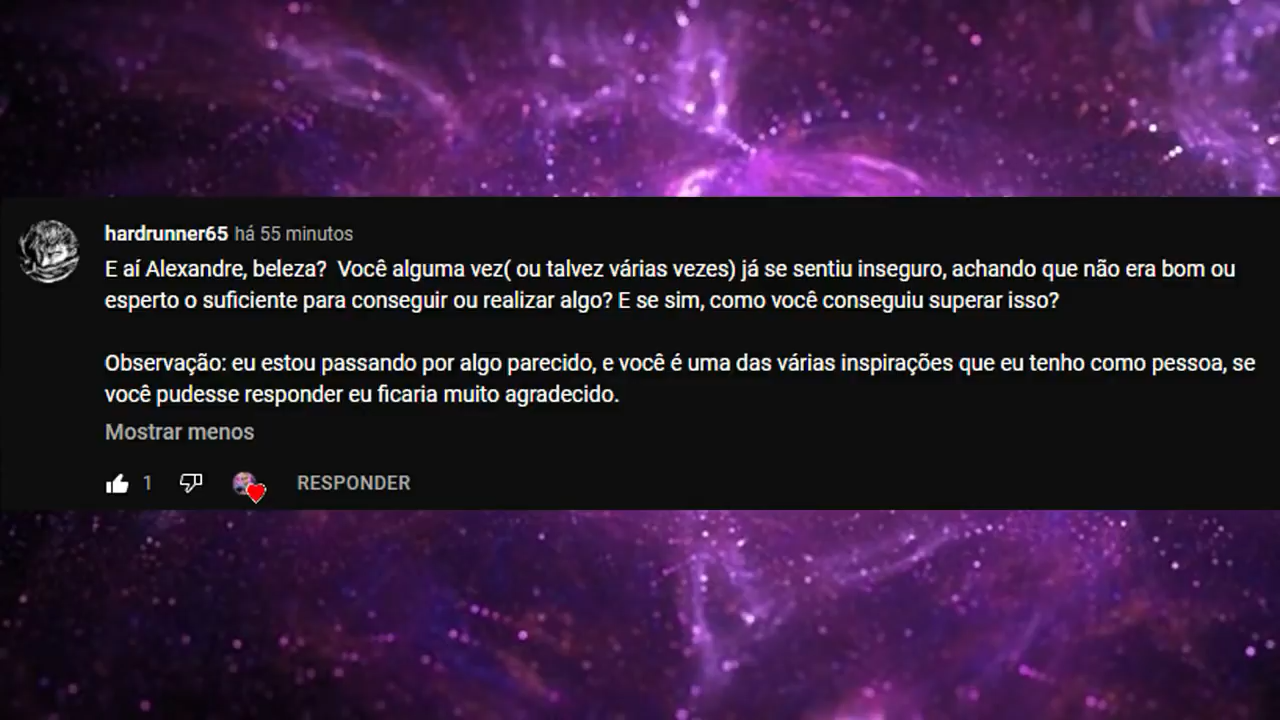 hardrunner65 há 55 minutos
E aí Alexandre, beleza?  Você alguma vez( ou talvez várias vezes) já se sentiu inseguro, achando que não era bom ou
esperto o suficiente para conseguir ou realizar algo? E se sim, como você conseguiu superar isso?
Observação: eu estou passando por algo parecido, e você é uma das várias inspirações que eu tenho como pessoa, se
você pudesse responder eu ficaria muito agradecido.
Mostrar menos
1 RESPONDER